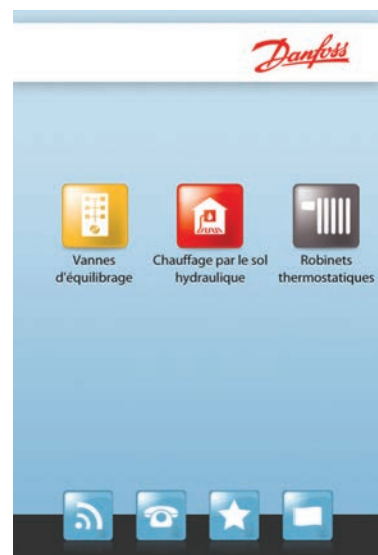 Danfoss
Vannes
d'équilibrage
Chauffage par le sol
hydraulique
Robinets
thermostatiques